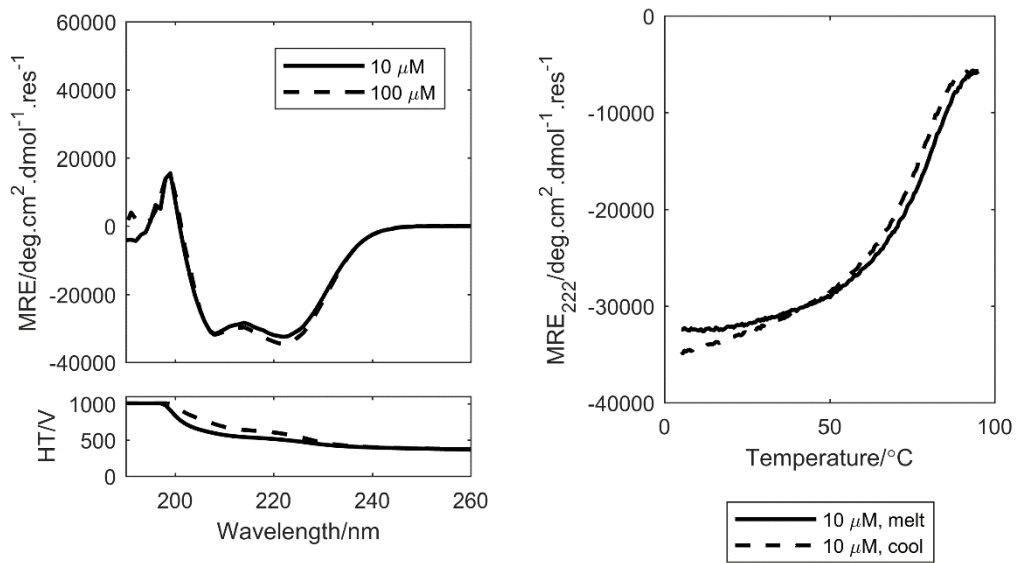 60000
40000
20000
0
-20000
-40000
MRE/deg.cm².dmol⁻¹.res⁻¹
10 μM
100 μM
1000
500
0
HT/V
200
220
240
260
Wavelength/nm
0
-10000
-20000
-30000
-40000
MRE₂₂₂/deg.cm².dmol⁻¹.res⁻¹
0
50
100
Temperature/°C
10 μM, melt
10 μM, cool